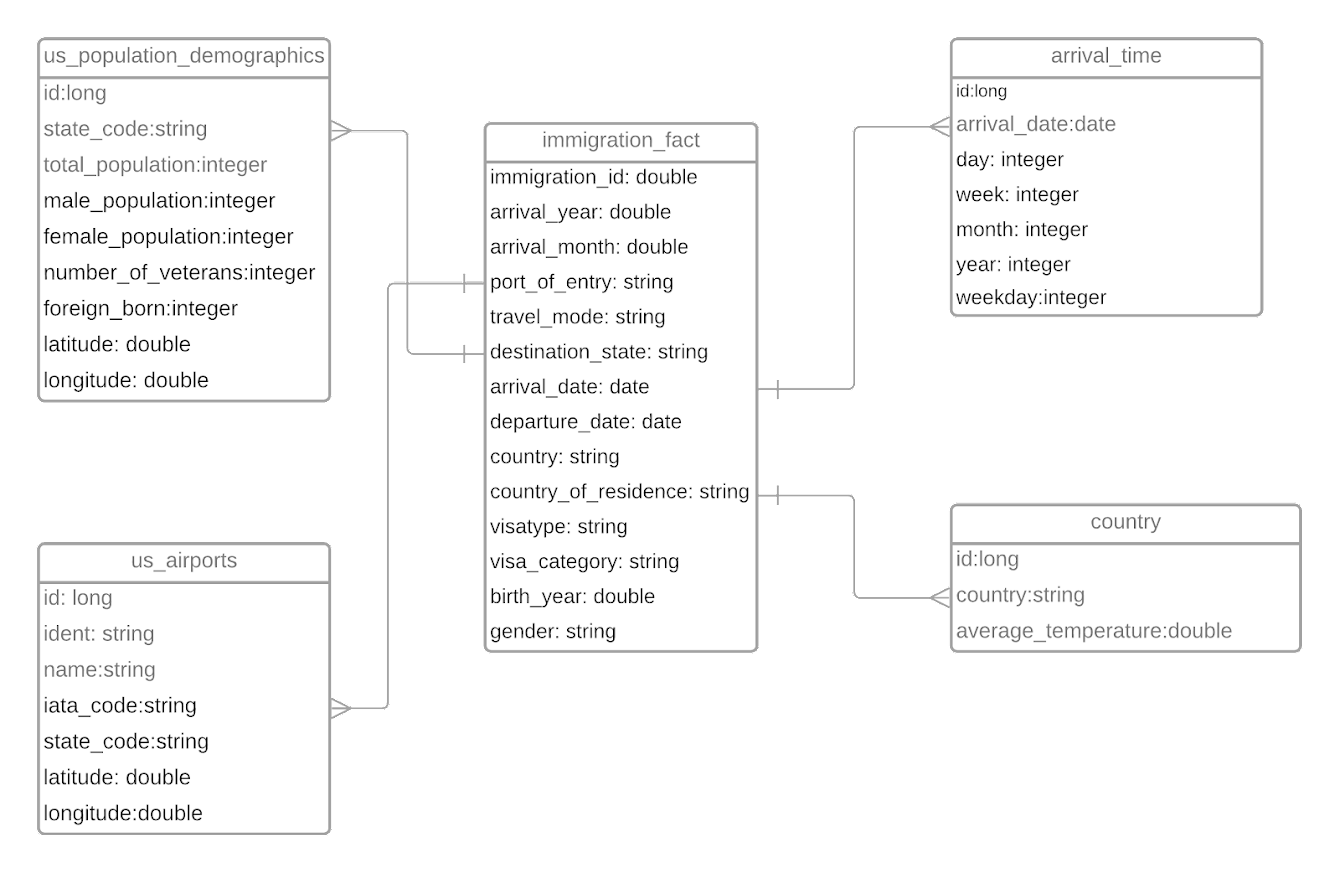 us_population_demographics
id:long
state_code:string
total_population:integer
male_population:integer
female_population:integer
number_of_veterans:integer
foreign_born:integer
latitude: double
longitude: double
us_airports
id: long
ident: string
name:string
iata_code:string
state_code:string
latitude: double
longitude:double
immigration_fact
immigration_id: double
arrival_year: double
arrival_month: double
port_of_entry: string
travel_mode: string
destination_state: string
arrival_date: date
departure_date: date
country: string
country_of_residence: string
visatype: string
visa_category: string
birth_year: double
gender: string
arrival_time
id:long
arrival_date:date
day: integer
week: integer
month: integer
year: integer
weekday:integer
country
id:long
country:string
average_temperature:double